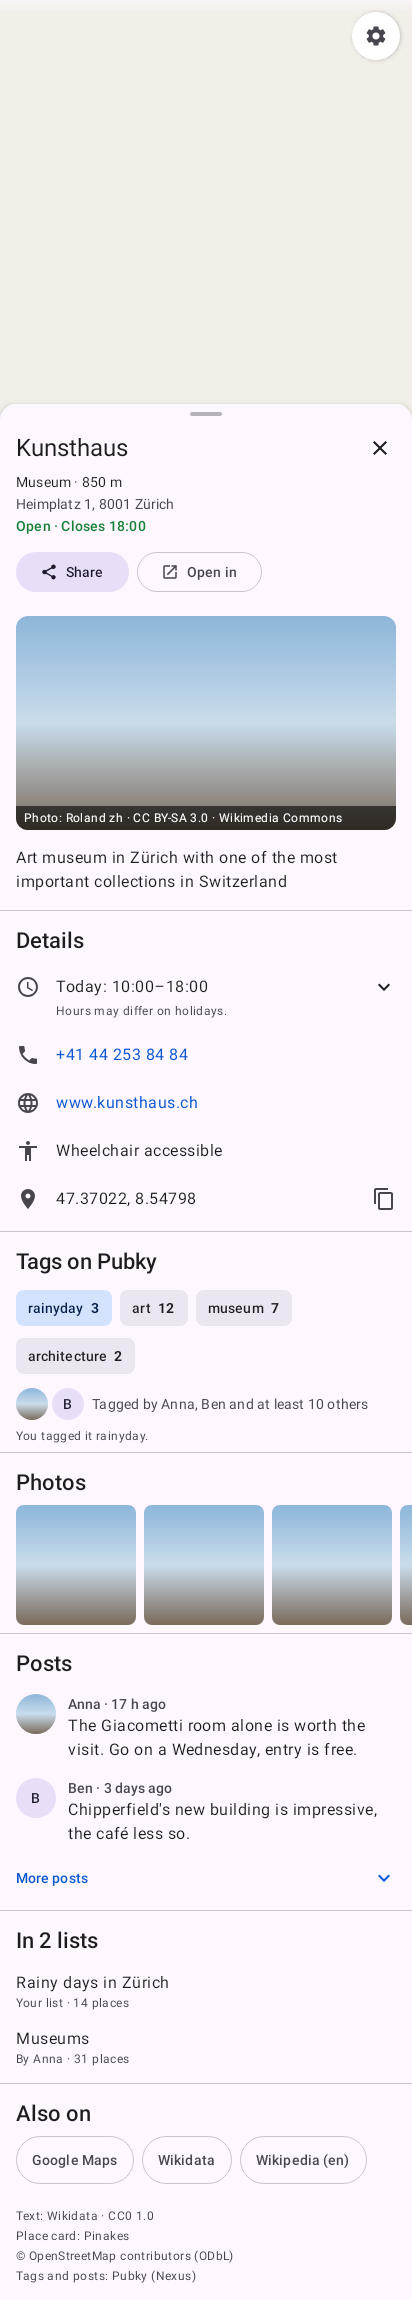 Kunsthaus
Museum · 850 m
Heimplatz 1, 8001 Zürich
Open · Closes 18:00
Share
Open in
Photo: Roland zh · CC BY-SA 3.0 · Wikimedia Commons
Art museum in Zürich with one of the most
important collections in Switzerland
Details
Today: 10:00–18:00
Hours may differ on holidays.
+41 44 253 84 84
www.kunsthaus.ch
Wheelchair accessible
47.37022, 8.54798
Tags on Pubky
rainyday 3
art 12
museum 7
architecture 2
B
Tagged by Anna, Ben and at least 10 others
You tagged it rainyday.
Photos
Posts
Anna · 17 h ago
The Giacometti room alone is worth the
visit. Go on a Wednesday, entry is free.
B
Ben · 3 days ago
Chipperfield's new building is impressive,
the café less so.
More posts
In 2 lists
Rainy days in Zürich
Your list · 14 places
Museums
By Anna · 31 places
Also on
Google Maps
Wikidata
Wikipedia (en)
Text: Wikidata · CC0 1.0
Place card: Pinakes
© OpenStreetMap contributors (ODbL)
Tags and posts: Pubky (Nexus)